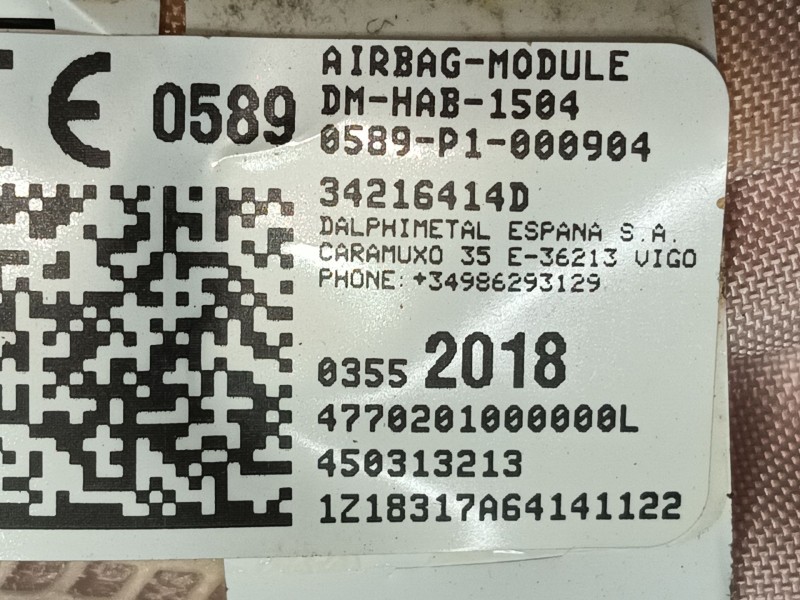 CE 0589
AIRBAG-MODULE
DM-HAB-1504
0589-P1-000904
34216414D
DALPHIMETAL ESPANA S.A.
CARAMUXO 35 E-36213 VIGO
PHONE: +34986293129
0355 2018
4770201000000L
450313213
1Z18317A64141122